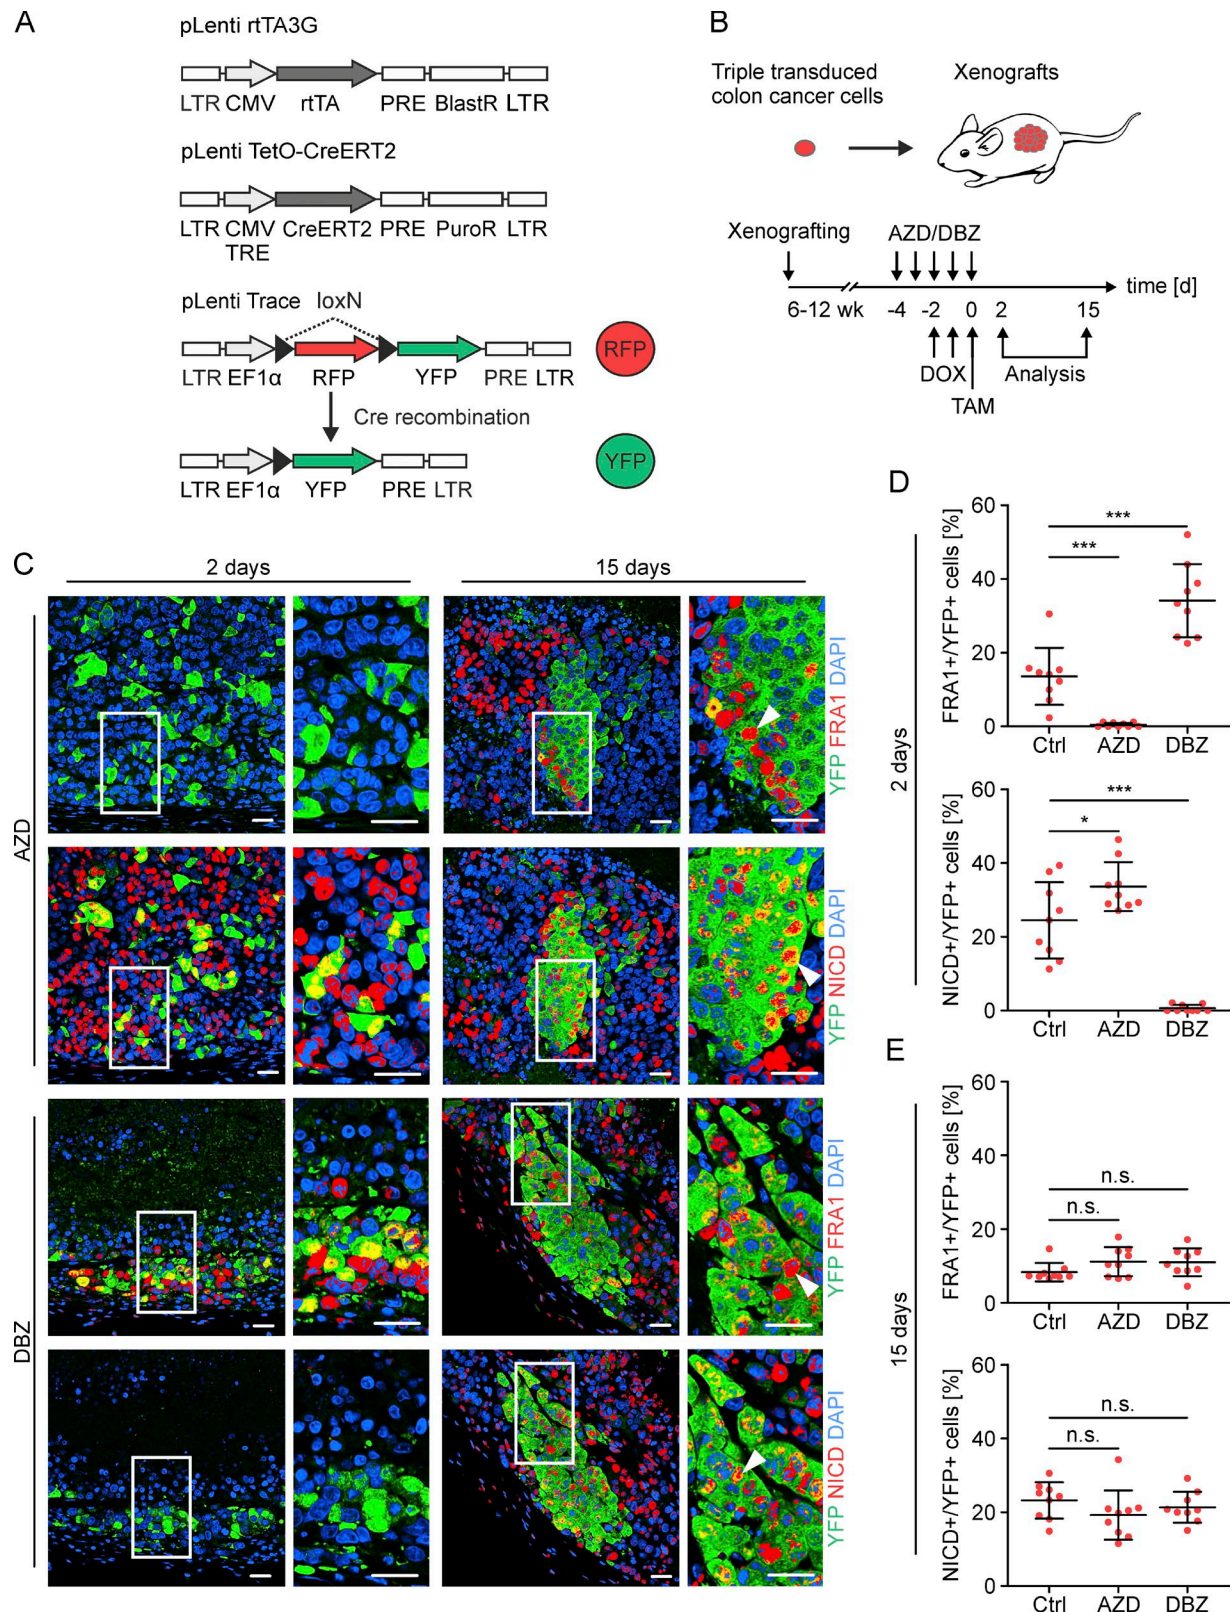 A
pLenti rtTA3G
LTR CMV rtTA PRE BlastR LTR
pLenti TetO-CreERT2
LTR CMV CreERT2 PRE PuroR LTR
TRE
pLenti Trace loxN
LTR EF1α RFP YFP PRE LTR
RFP
Cre recombination
LTR EF1α YFP PRE LTR
YFP
B
Triple transduced
colon cancer cells
Xenografts
Xenografting AZD/DBZ
time [d]
6-12 wk -4 -2 0 2 15
DOX Analysis
TAM
C
2 days 15 days
AZD
YFP FRA1 DAPI
YFP NICD DAPI
DBZ
YFP FRA1 DAPI
YFP NICD DAPI
D
2 days
FRA1+/YFP+ cells [%]
60
40
20
0
***
***
Ctrl AZD DBZ
NICD+/YFP+ cells [%]
60
40
20
0
***
*
Ctrl AZD DBZ
E
15 days
FRA1+/YFP+ cells [%]
60
40
20
0
n.s.
n.s.
Ctrl AZD DBZ
NICD+/YFP+ cells [%]
60
40
20
0
n.s.
n.s.
Ctrl AZD DBZ